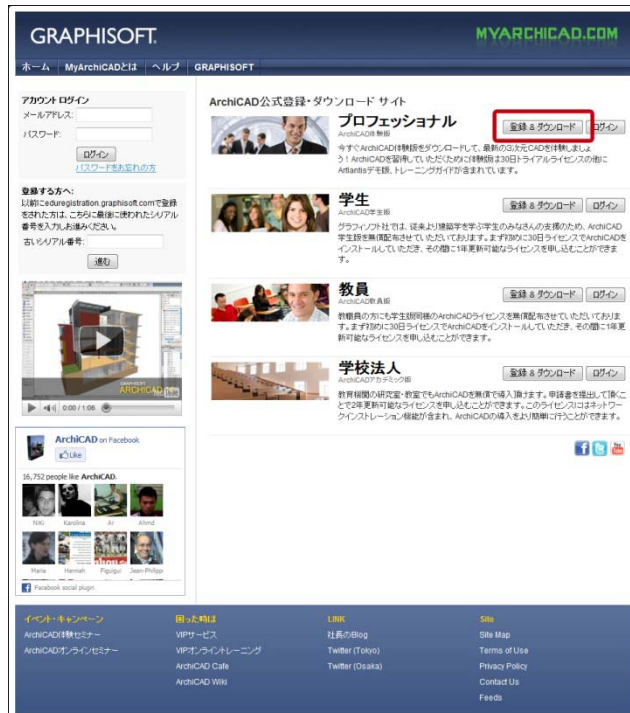 GRAPHISOFT.
MYARCHICAD.COM
ホーム MyArchiCADとは ヘルプ GRAPHISOFT
アカウント ログイン
メールアドレス:
パスワード:
ログイン
パスワードをお忘れの方
登録する方へ:
以前にeduregistration.graphisoft.comで登録
をされた方は、こちらに最後に使われたシリアル
番号を入力しお進みください。
古いシリアル番号:
進む
ARCHICAD
0:00 / 1:06
ArchiCAD on Facebook
Like
16,752 people like ArchiCAD.
Niki Karolina Ar Ahmd
Maria Hannah Figuigui Jean-Philipp
Facebook social plugin
ArchiCAD公式登録・ダウンロード サイト
プロフェッショナル
ArchiCAD体験版
登録 & ダウンロード ログイン
今すぐArchiCAD体験版をダウンロードして、最新の3次元CADを体験しましょ
う！ArchiCADを習得していただくために体験版は30日トライアルライセンスの他に
Artlantisデモ版、トレーニングガイドが含まれています。
学生
ArchiCAD学生版
登録 & ダウンロード ログイン
グラフィソフト社では、従来より建築学を学ぶ学生のみなさんの支援のため、ArchiCAD
学生版を無償配布させていただいております。まず初めに30日ライセンスでArchiCADをイ
ンストールしていただき、その間に1年更新可能なライセンスを申し込むことができま
す。
教員
ArchiCAD教員版
登録 & ダウンロード ログイン
教職員の方にも学生版同様のArchiCADライセンスを無償配布させていただいておりま
す。まず初めに30日ライセンスでArchiCADをインストールしていただき、その間に1年更
新可能なライセンスを申し込むことができます。
学校法人
ArchiCADアカデミック版
登録 & ダウンロード ログイン
教育機関の研究室・教室でもArchiCADを無償で導入頂けます。申請書を提出して頂くこ
とで2年更新可能なライセンスを申し込むことができます。このライセンスにはネットワー
クインストレーション機能が含まれ、ArchiCADの導入をより簡単に行うことができます。
イベント・キャンペーン
ArchiCAD体験セミナー
ArchiCADオンラインセミナー
困った時は
VIPサービス
VIPオンライントレーニング
ArchiCAD Cafe
ArchiCAD Wiki
LINK
社長のBlog
Twitter (Tokyo)
Twitter (Osaka)
Site
Site Map
Terms of Use
Privacy Policy
Contact Us
Feeds